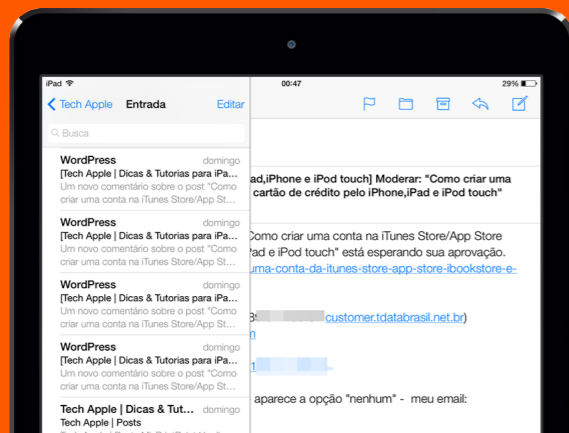 iPad 00:47 29%
Tech Apple Entrada Editar
Busca
WordPress domingo
[Tech Apple | Dicas & Tutorias para iPa...
Um novo comentário sobre o post "Como
criar uma conta na iTunes Store/App St...
WordPress domingo
[Tech Apple | Dicas & Tutorias para iPa...
Um novo comentário sobre o post "Como
criar uma conta na iTunes Store/App St...
WordPress domingo
[Tech Apple | Dicas & Tutorias para iPa...
Um novo comentário sobre o post "Como
criar uma conta na iTunes Store/App St...
WordPress domingo
[Tech Apple | Dicas & Tutorias para iPa...
Um novo comentário sobre o post "Como
criar uma conta na iTunes Store/App St...
Tech Apple | Dicas & Tut... domingo
Tech Apple | Posts
ad,iPhone e iPod touch] Moderar: "Como criar uma
cartão de crédito pelo iPhone,iPad e iPod touch"
Como criar uma conta na iTunes Store/App Store
Pad e iPod touch" está esperando sua aprovação.
uma-conta-da-itunes-store-app-store-ibookstore-e-
customer.tdatabrasil.net.br)
aparece a opção "nenhum" - meu email: